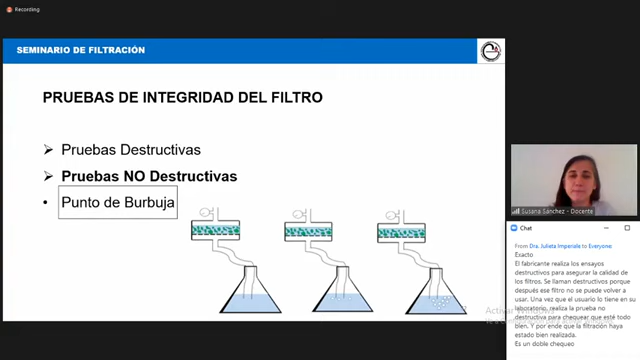 Recording
SEMINARIO DE FILTRACIÓN
PRUEBAS DE INTEGRIDAD DEL FILTRO
Pruebas Destructivas
Pruebas NO Destructivas
Punto de Burbuja
Susana Sánchez - Docente
Chat
From Dra. Julieta Imperiale to Everyone:
Exacto
El fabricante realiza los ensayos
destructivos para asegurar la calidad de
los filtros. Se llaman destructivos porque
después ese filtro no se puede volver a
usar. Una vez que el usuario lo tiene en su
laboratorio, realiza la prueba no
destructiva para chequear que esté todo
bien. Y por ende que la filtración haya
estado bien realizada.
Es un doble chequeo
Activar Windows